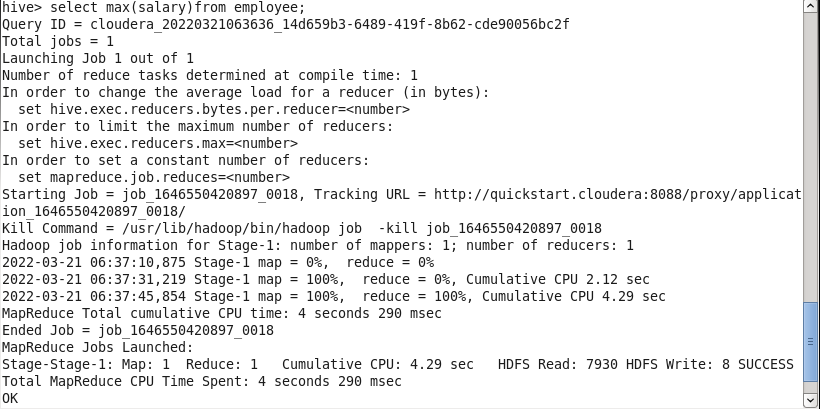 hive> select max(salary)from employee;
Query ID = cloudera_20220321063636_14d659b3-6489-419f-8b62-cde90056bc2f
Total jobs = 1
Launching Job 1 out of 1
Number of reduce tasks determined at compile time: 1
In order to change the average load for a reducer (in bytes):
  set hive.exec.reducers.bytes.per.reducer=<number>
In order to limit the maximum number of reducers:
  set hive.exec.reducers.max=<number>
In order to set a constant number of reducers:
  set mapreduce.job.reduces=<number>
Starting Job = job_1646550420897_0018, Tracking URL = http://quickstart.cloudera:8088/proxy/applicat
ion_1646550420897_0018/
Kill Command = /usr/lib/hadoop/bin/hadoop job  -kill job_1646550420897_0018
Hadoop job information for Stage-1: number of mappers: 1; number of reducers: 1
2022-03-21 06:37:10,875 Stage-1 map = 0%,  reduce = 0%
2022-03-21 06:37:31,219 Stage-1 map = 100%,  reduce = 0%, Cumulative CPU 2.12 sec
2022-03-21 06:37:45,854 Stage-1 map = 100%,  reduce = 100%, Cumulative CPU 4.29 sec
MapReduce Total cumulative CPU time: 4 seconds 290 msec
Ended Job = job_1646550420897_0018
MapReduce Jobs Launched:
Stage-Stage-1: Map: 1  Reduce: 1   Cumulative CPU: 4.29 sec   HDFS Read: 7930 HDFS Write: 8 SUCCESS
Total MapReduce CPU Time Spent: 4 seconds 290 msec
OK